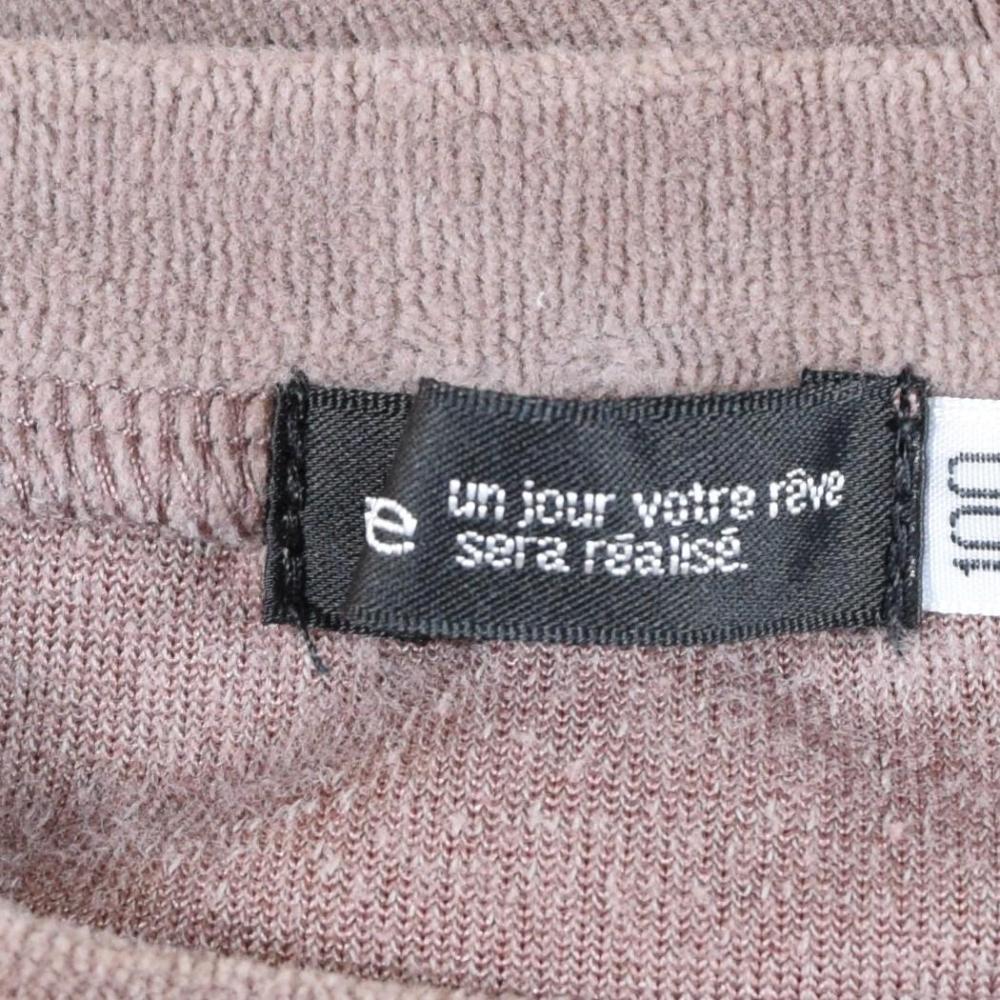 e
un jour votre rêve
sera réalisé.
100